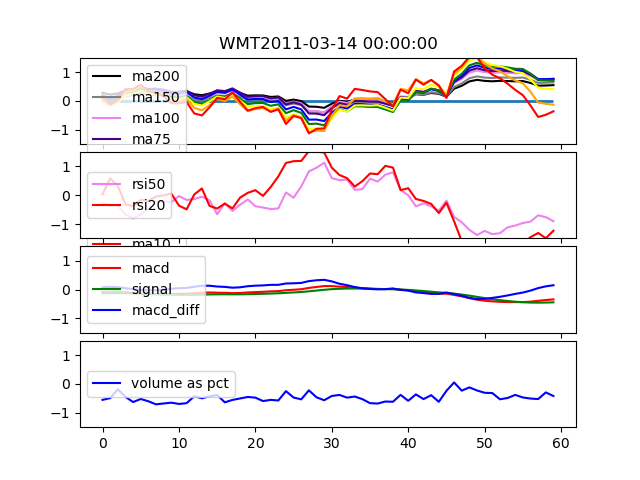 WMT2011-03-14 00:00:00
1
0
−1
ma200
ma150
ma100
ma75
1
0
−1
rsi50
rsi20
ma10
1
0
−1
macd
signal
macd_diff
1
0
−1
volume as pct
0 10 20 30 40 50 60